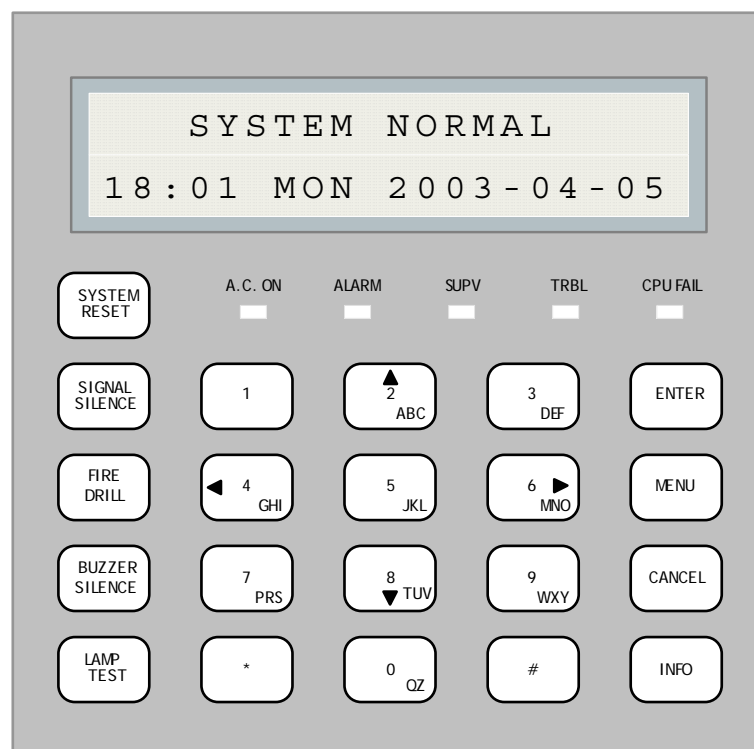 SYSTEM NORMAL
18:01 MON 2003-04-05
SYSTEM
RESET
A.C. ON ALARM SUPV TRBL CPU FAIL
SIGNAL
SILENCE
1
2
ABC
3
DEF
ENTER
FIRE
DRILL
4
GHI
5
JKL
6
MNO
MENU
BUZZER
SILENCE
7
PRS
8
TUV
9
WXY
CANCEL
LAMP
TEST
*
0
QZ
#
INFO